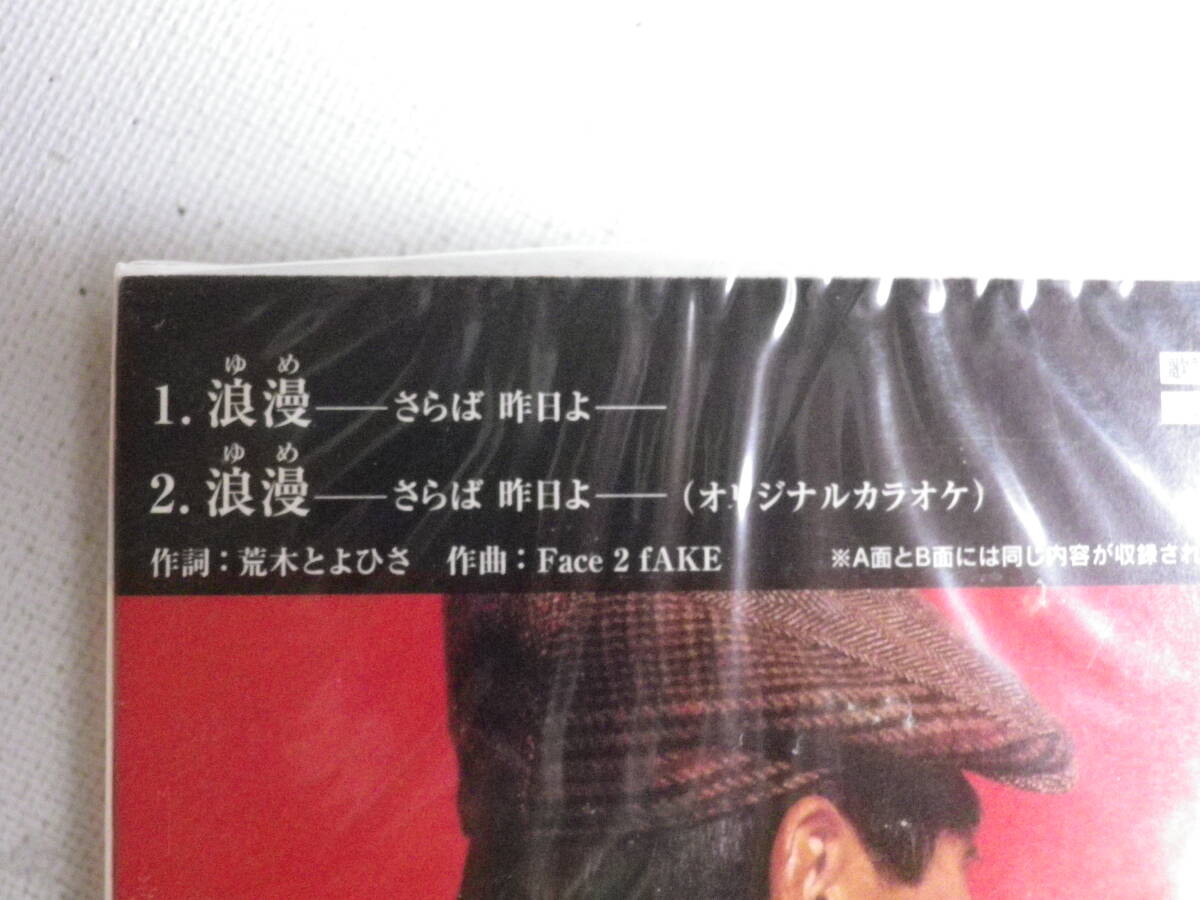 ゆめ
1. 浪漫――さらば 昨日よ――
ゆめ
2. 浪漫――さらば 昨日よ――(オリジナルカラオケ)
作詞：荒木とよひさ 作曲：Face 2 fAKE ※A面とB面には同じ内容が収録され